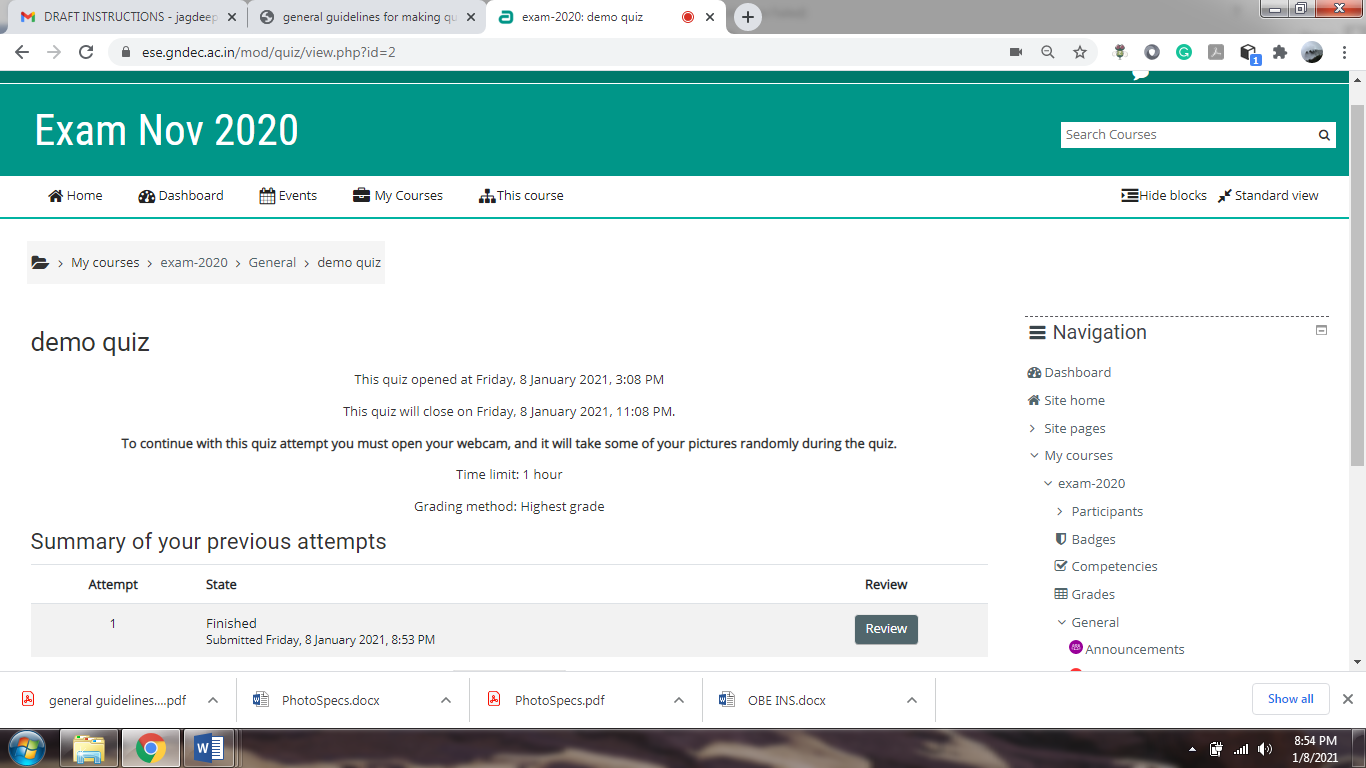 DRAFT INSTRUCTIONS - jagdeep
general guidelines for making qu
exam-2020: demo quiz
ese.gndec.ac.in/mod/quiz/view.php?id=2
1
Exam Nov 2020
Search Courses
Home Dashboard Events My Courses This course Hide blocks Standard view
My courses > exam-2020 > General > demo quiz
demo quiz
This quiz opened at Friday, 8 January 2021, 3:08 PM
This quiz will close on Friday, 8 January 2021, 11:08 PM.
To continue with this quiz attempt you must open your webcam, and it will take some of your pictures randomly during the quiz.
Time limit: 1 hour
Grading method: Highest grade
Summary of your previous attempts
Attempt State Review
1 Finished Review
Submitted Friday, 8 January 2021, 8:53 PM
Navigation
Dashboard
Site home
Site pages
My courses
exam-2020
Participants
Badges
Competencies
Grades
General
Announcements
general guidelines....pdf PhotoSpecs.docx PhotoSpecs.pdf OBE INS.docx Show all
8:54 PM
1/8/2021